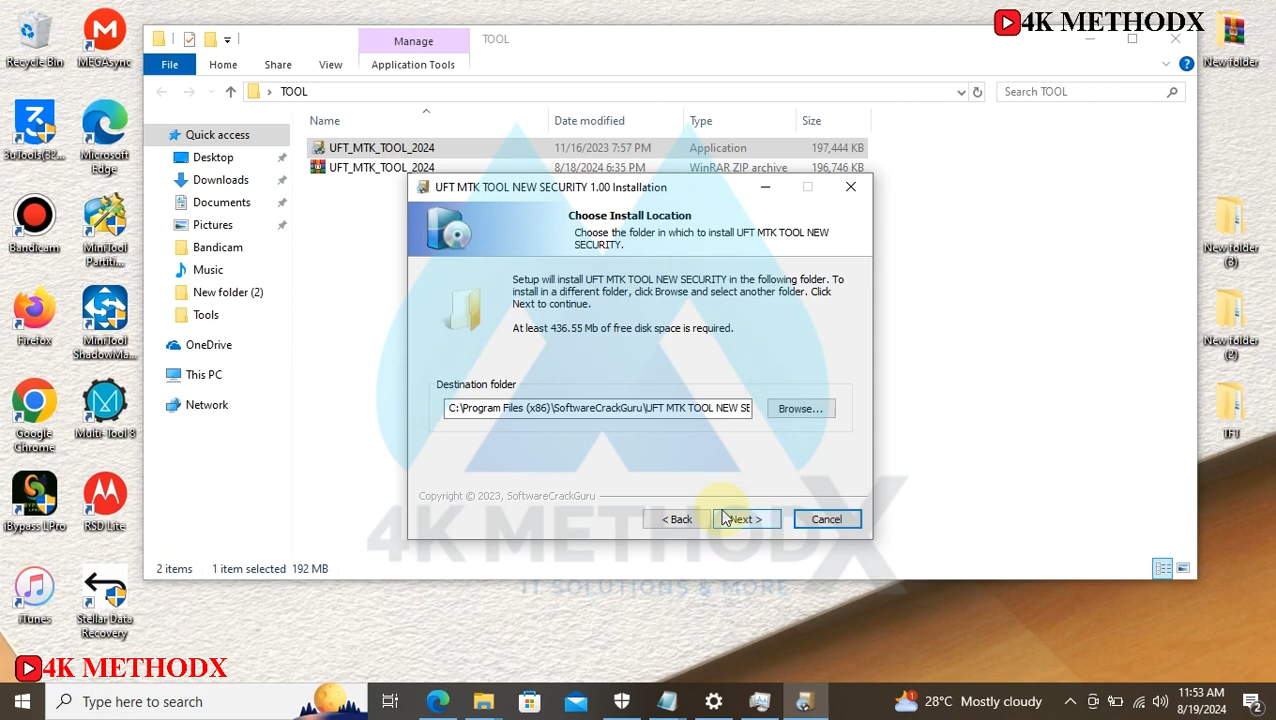 4K METHODX
Recycle Bin
MEGAsync
New folder
Manage
TOOL
File
Home
Share
View
Application Tools
TOOL
Search TOOL
Name
Date modified
Type
Size
Quick access
UFT_MTK_TOOL_2024
11/16/2023 7:57 PM
Application
197,444 KB
UFT_MTK_TOOL_2024
8/18/2024 6:35 PM
WinRAR ZIP archive
196,746 KB
Desktop
Downloads
Documents
Pictures
Bandicam
Music
New folder (2)
Tools
OneDrive
This PC
Network
3uTools(32...
Microsoft
Edge
Bandicam
MiniTool
Partiti...
Firefox
MiniTool
ShadowMa...
Google
Chrome
Multi-Tool 8
iBypass LPro
RSD Lite
iTunes
Stellar Data
Recovery
New folder
(3)
New folder
(2)
UFT MTK TOOL NEW SECURITY 1.00 Installation
Choose Install Location
Choose the folder in which to install UFT MTK TOOL NEW
SECURITY.
Setup will install UFT MTK TOOL NEW SECURITY in the following folder. To
install in a different folder, click Browse and select another folder. Click
Next to continue.
At least 436.55 Mb of free disk space is required.
Destination folder
C:\Program Files (x86)\SoftwareCrackGuru\UFT MTK TOOL NEW SE
Browse...
Copyright © 2023, SoftwareCrackGuru
< Back
Next >
Cancel
4K METHODX
2 items
1 item selected
192 MB
4K METHODX
Type here to search
28°C
Mostly cloudy
11:53 AM
8/19/2024
2